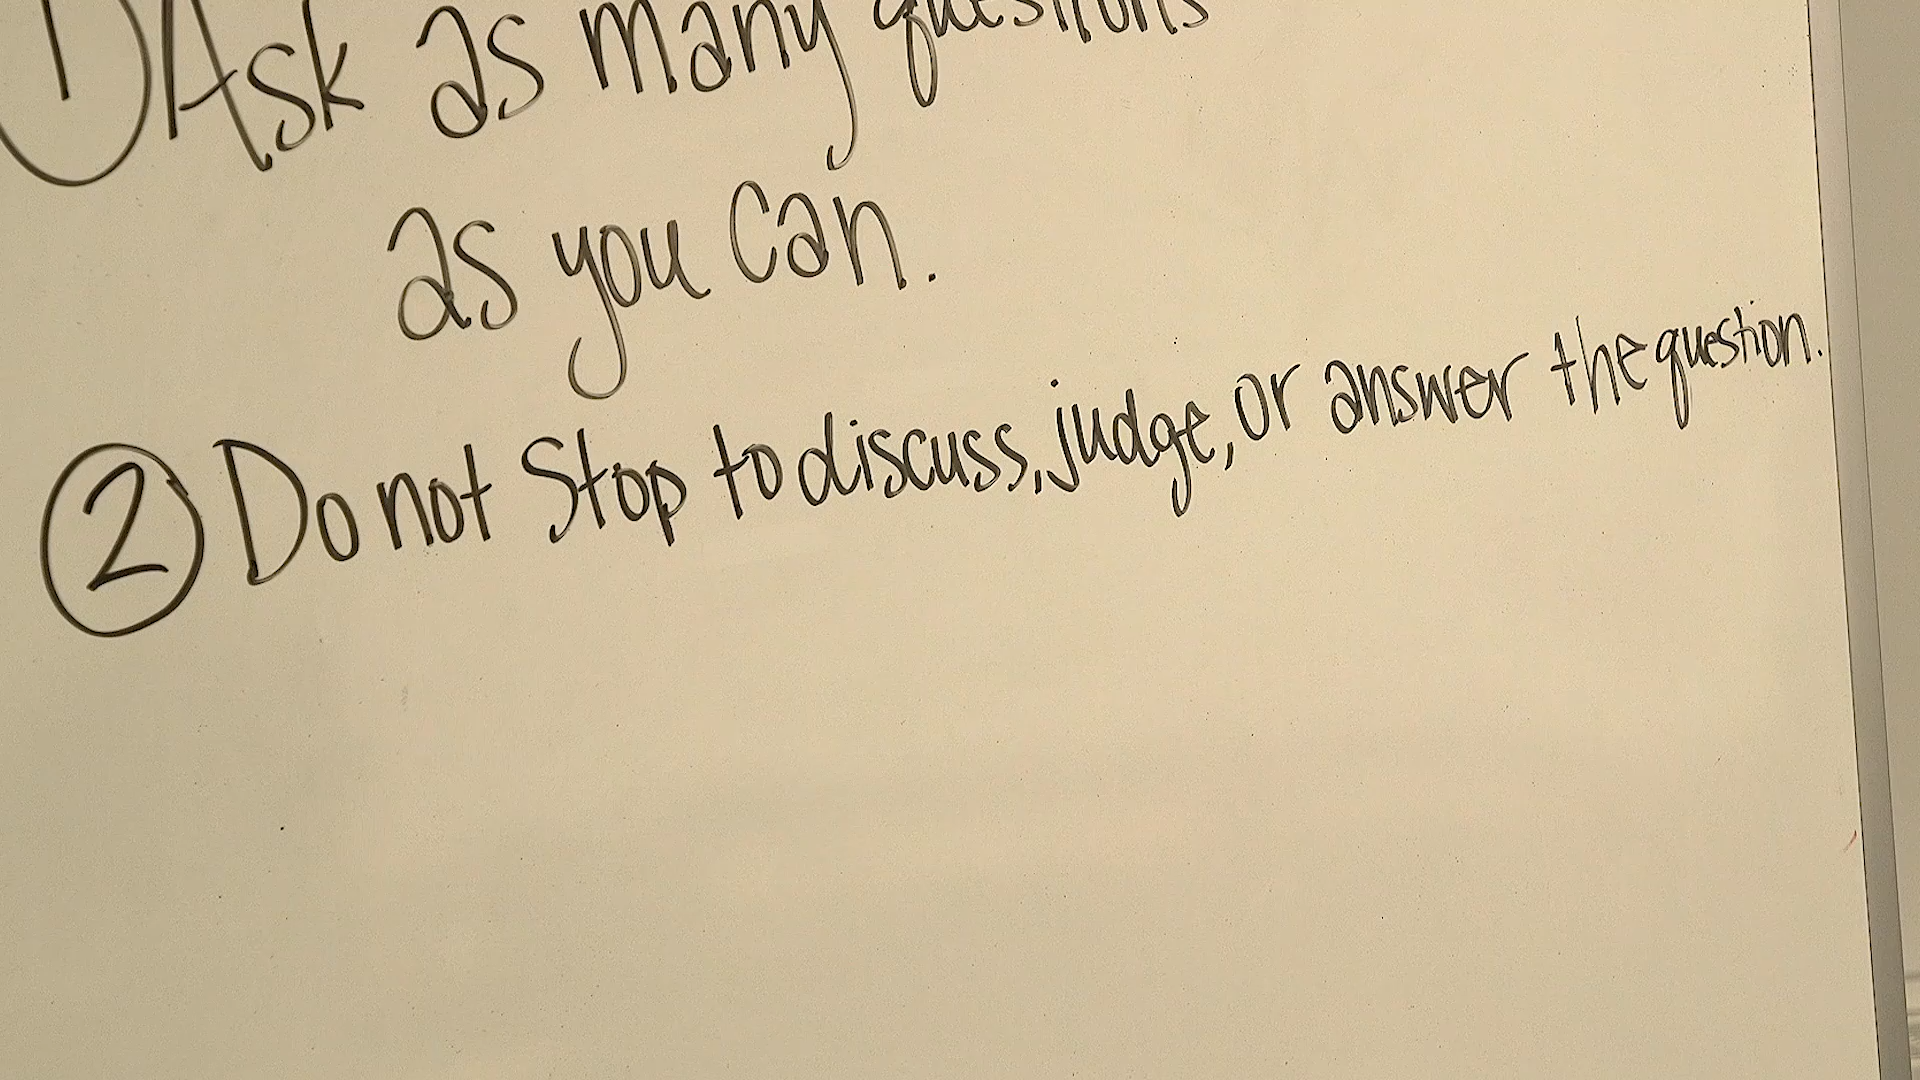 1) Ask as many questions
as you can.
2 Do not Stop to discuss, judge, or answer the question.